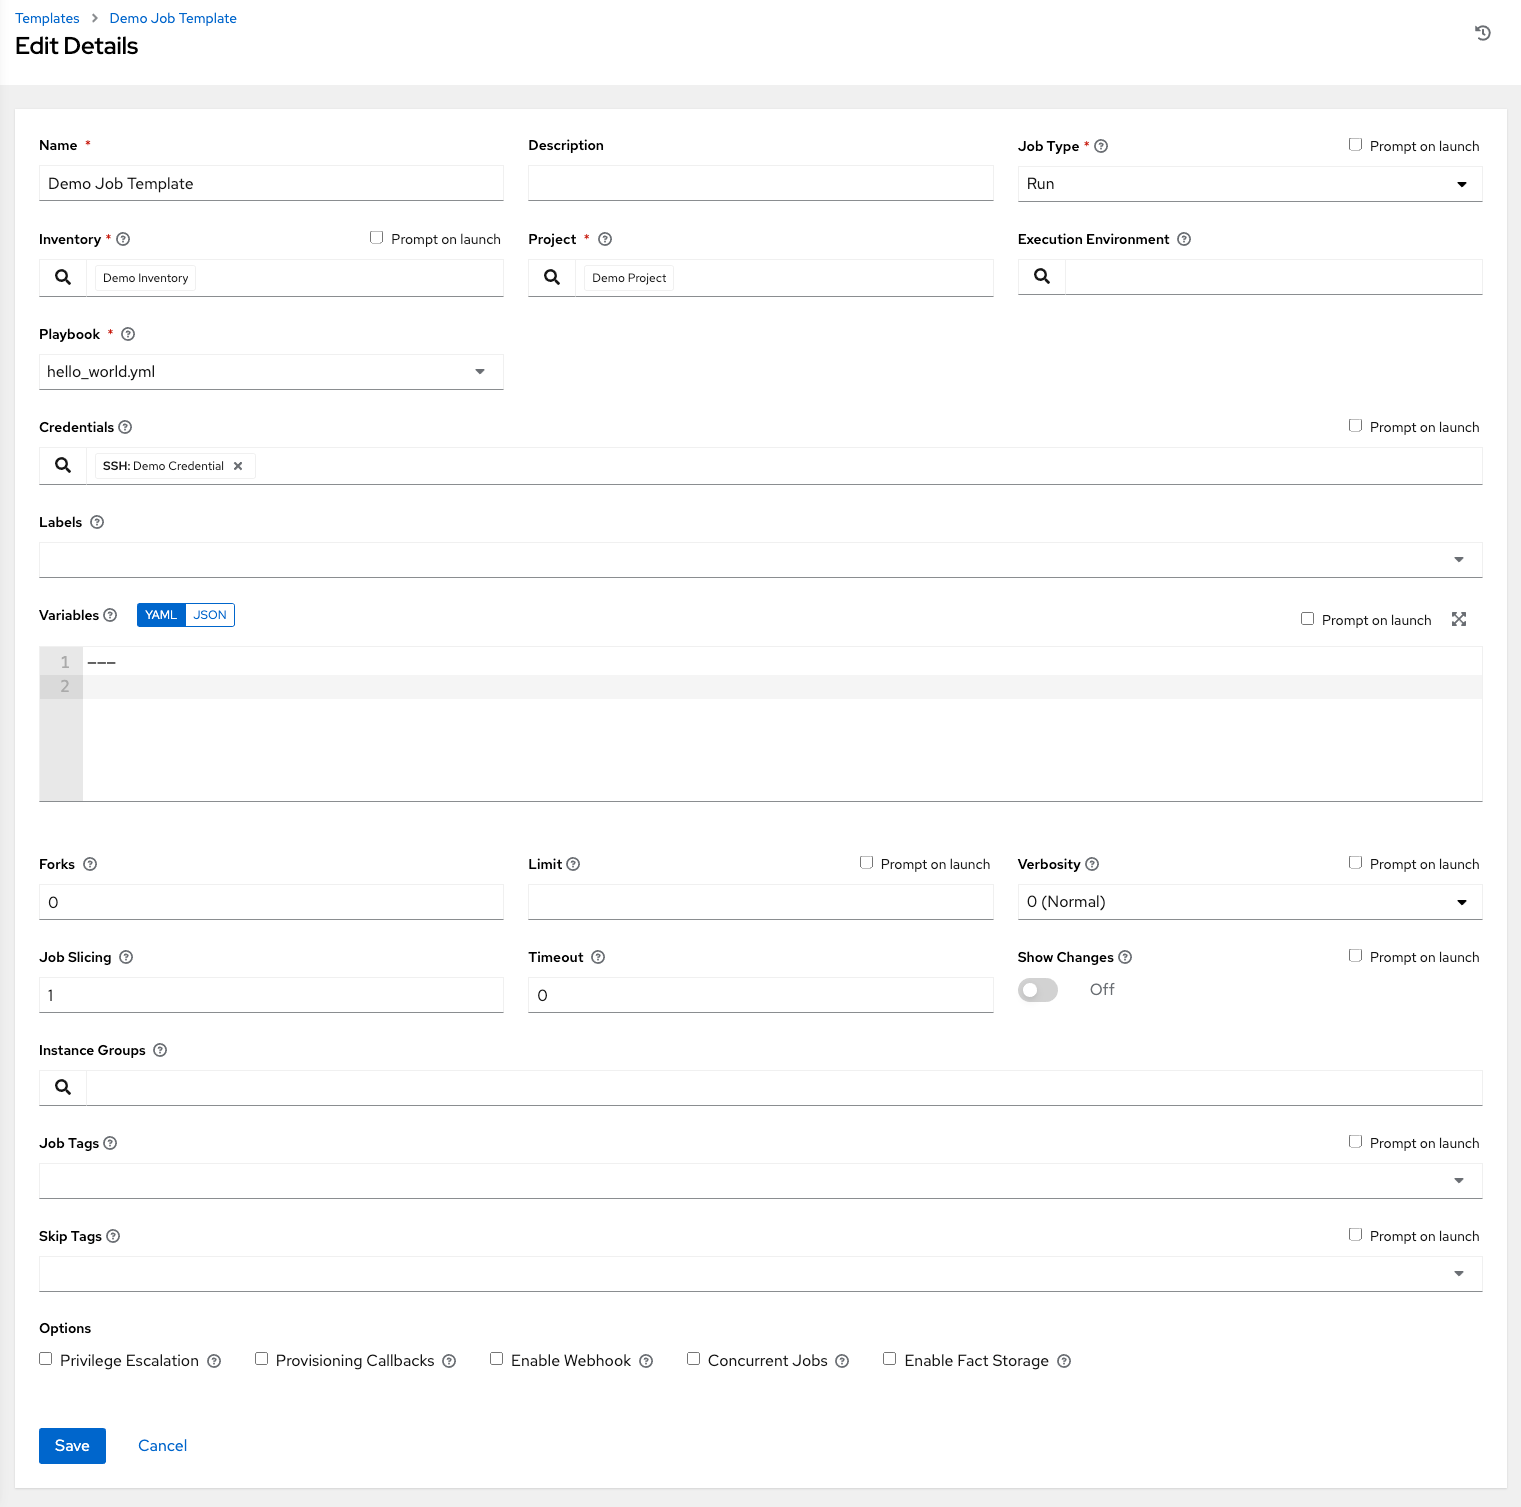 Templates > Demo Job Template
Edit Details
Name *
Demo Job Template
Description
Job Type * Prompt on launch
Run
Inventory * Prompt on launch
Demo Inventory
Project *
Demo Project
Execution Environment
Playbook *
hello_world.yml
Credentials Prompt on launch
SSH: Demo Credential
Labels
Variables YAML JSON Prompt on launch
1 ---
2
Forks
0
Limit Prompt on launch
Verbosity Prompt on launch
0 (Normal)
Job Slicing
1
Timeout
0
Show Changes Prompt on launch
Off
Instance Groups
Job Tags Prompt on launch
Skip Tags Prompt on launch
Options
Privilege Escalation Provisioning Callbacks Enable Webhook Concurrent Jobs Enable Fact Storage
Save Cancel